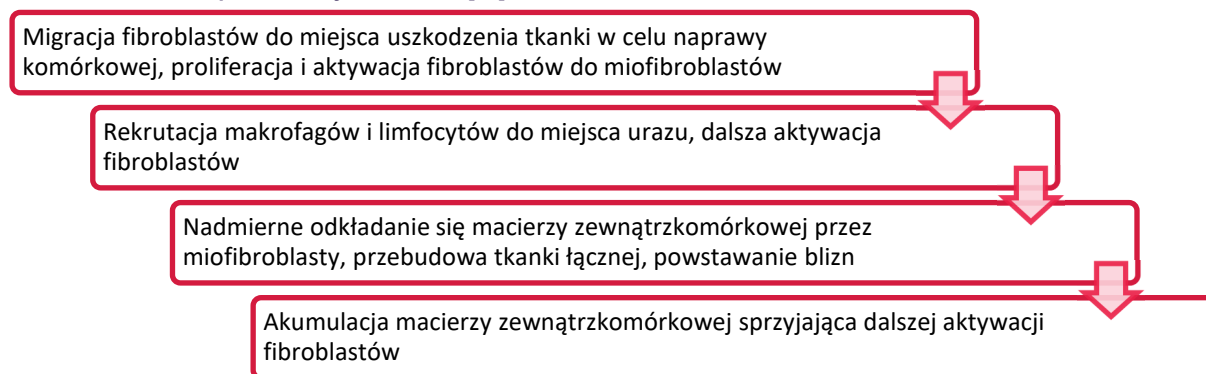 Migracja fibroblastów do miejsca uszkodzenia tkanki w celu naprawy
komórkowej, proliferacja i aktywacja fibroblastów do miofibroblastów
Rekrutacja makrofagów i limfocytów do miejsca urazu, dalsza aktywacja
fibroblastów
Nadmierne odkładanie się macierzy zewnątrzkomórkowej przez
miofibroblasty, przebudowa tkanki łącznej, powstawanie blizn
Akumulacja macierzy zewnątrzkomórkowej sprzyjająca dalszej aktywacji
fibroblastów